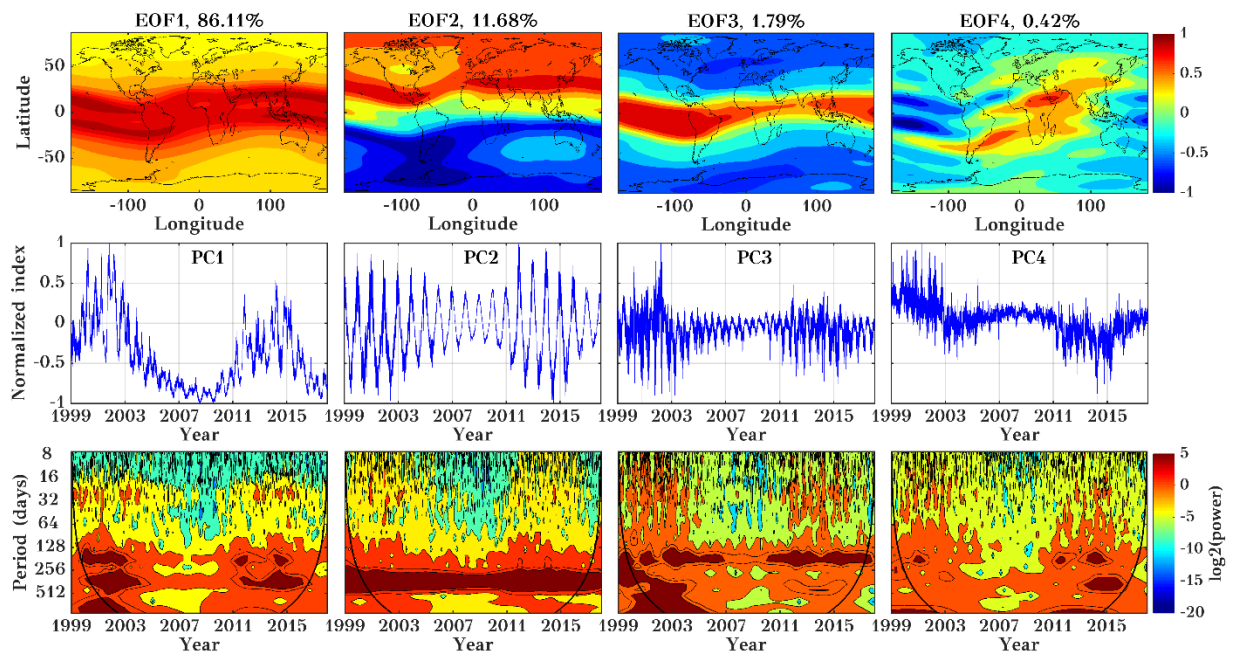 EOF1, 86.11%
EOF2, 11.68%
EOF3, 1.79%
EOF4, 0.42%
Latitude
50
0
-50
-100 0 100
-100 0 100
-100 0 100
-100 0 100
Longitude
Longitude
Longitude
Longitude
1
0.5
0
-0.5
-1
Normalized index
1
0.5
0
-0.5
-1
PC1
PC2
PC3
PC4
1999 2003 2007 2011 2015
1999 2003 2007 2011 2015
1999 2003 2007 2011 2015
1999 2003 2007 2011 2015
Year
Year
Year
Year
Period (days)
8
16
32
64
128
256
512
1999 2003 2007 2011 2015
1999 2003 2007 2011 2015
1999 2003 2007 2011 2015
1999 2003 2007 2011 2015
Year
Year
Year
Year
5
0
-5
-10
-15
-20
log2(power)